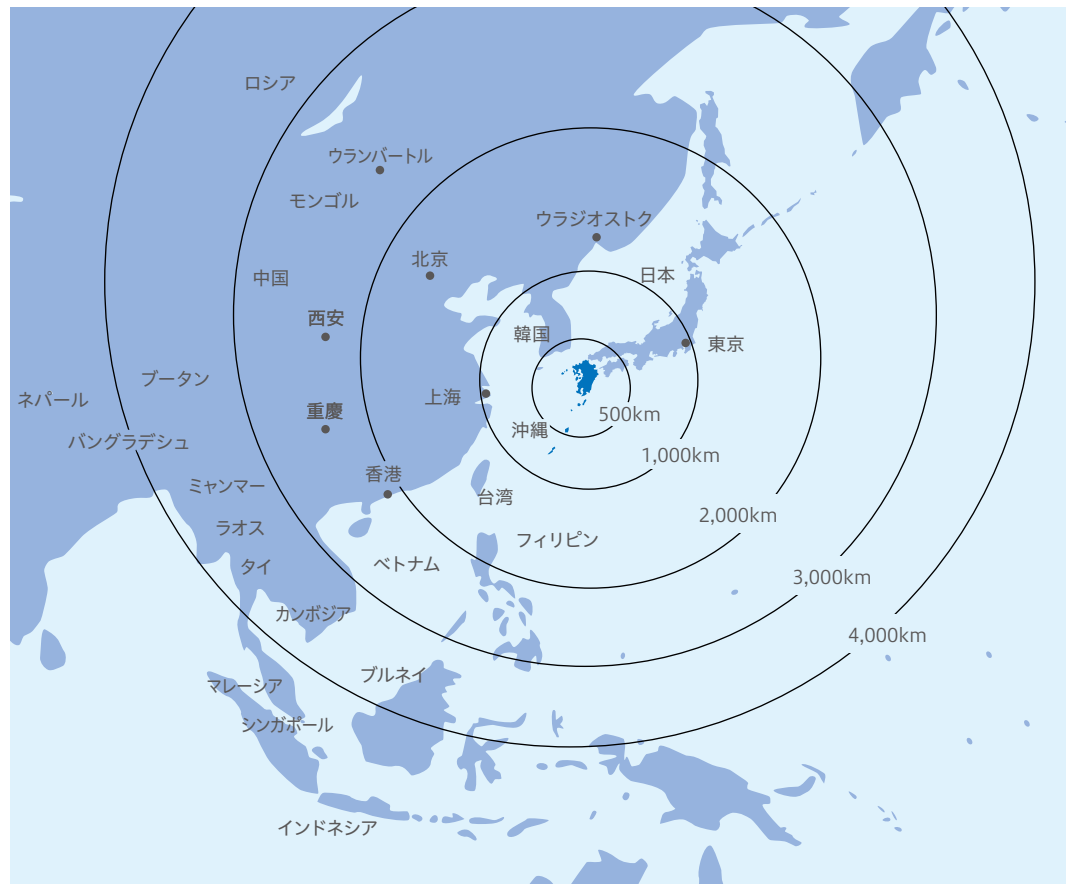 ロシア
ウランバートル
モンゴル
ウラジオストク
北京
日本
中国
西安
韓国
東京
ブータン
ネパール
上海
重慶
500km
沖縄
バングラデシュ
1,000km
香港
ミャンマー
台湾
2,000km
ラオス
フィリピン
タイ
ベトナム
3,000km
カンボジア
4,000km
ブルネイ
マレーシア
シンガポール
インドネシア